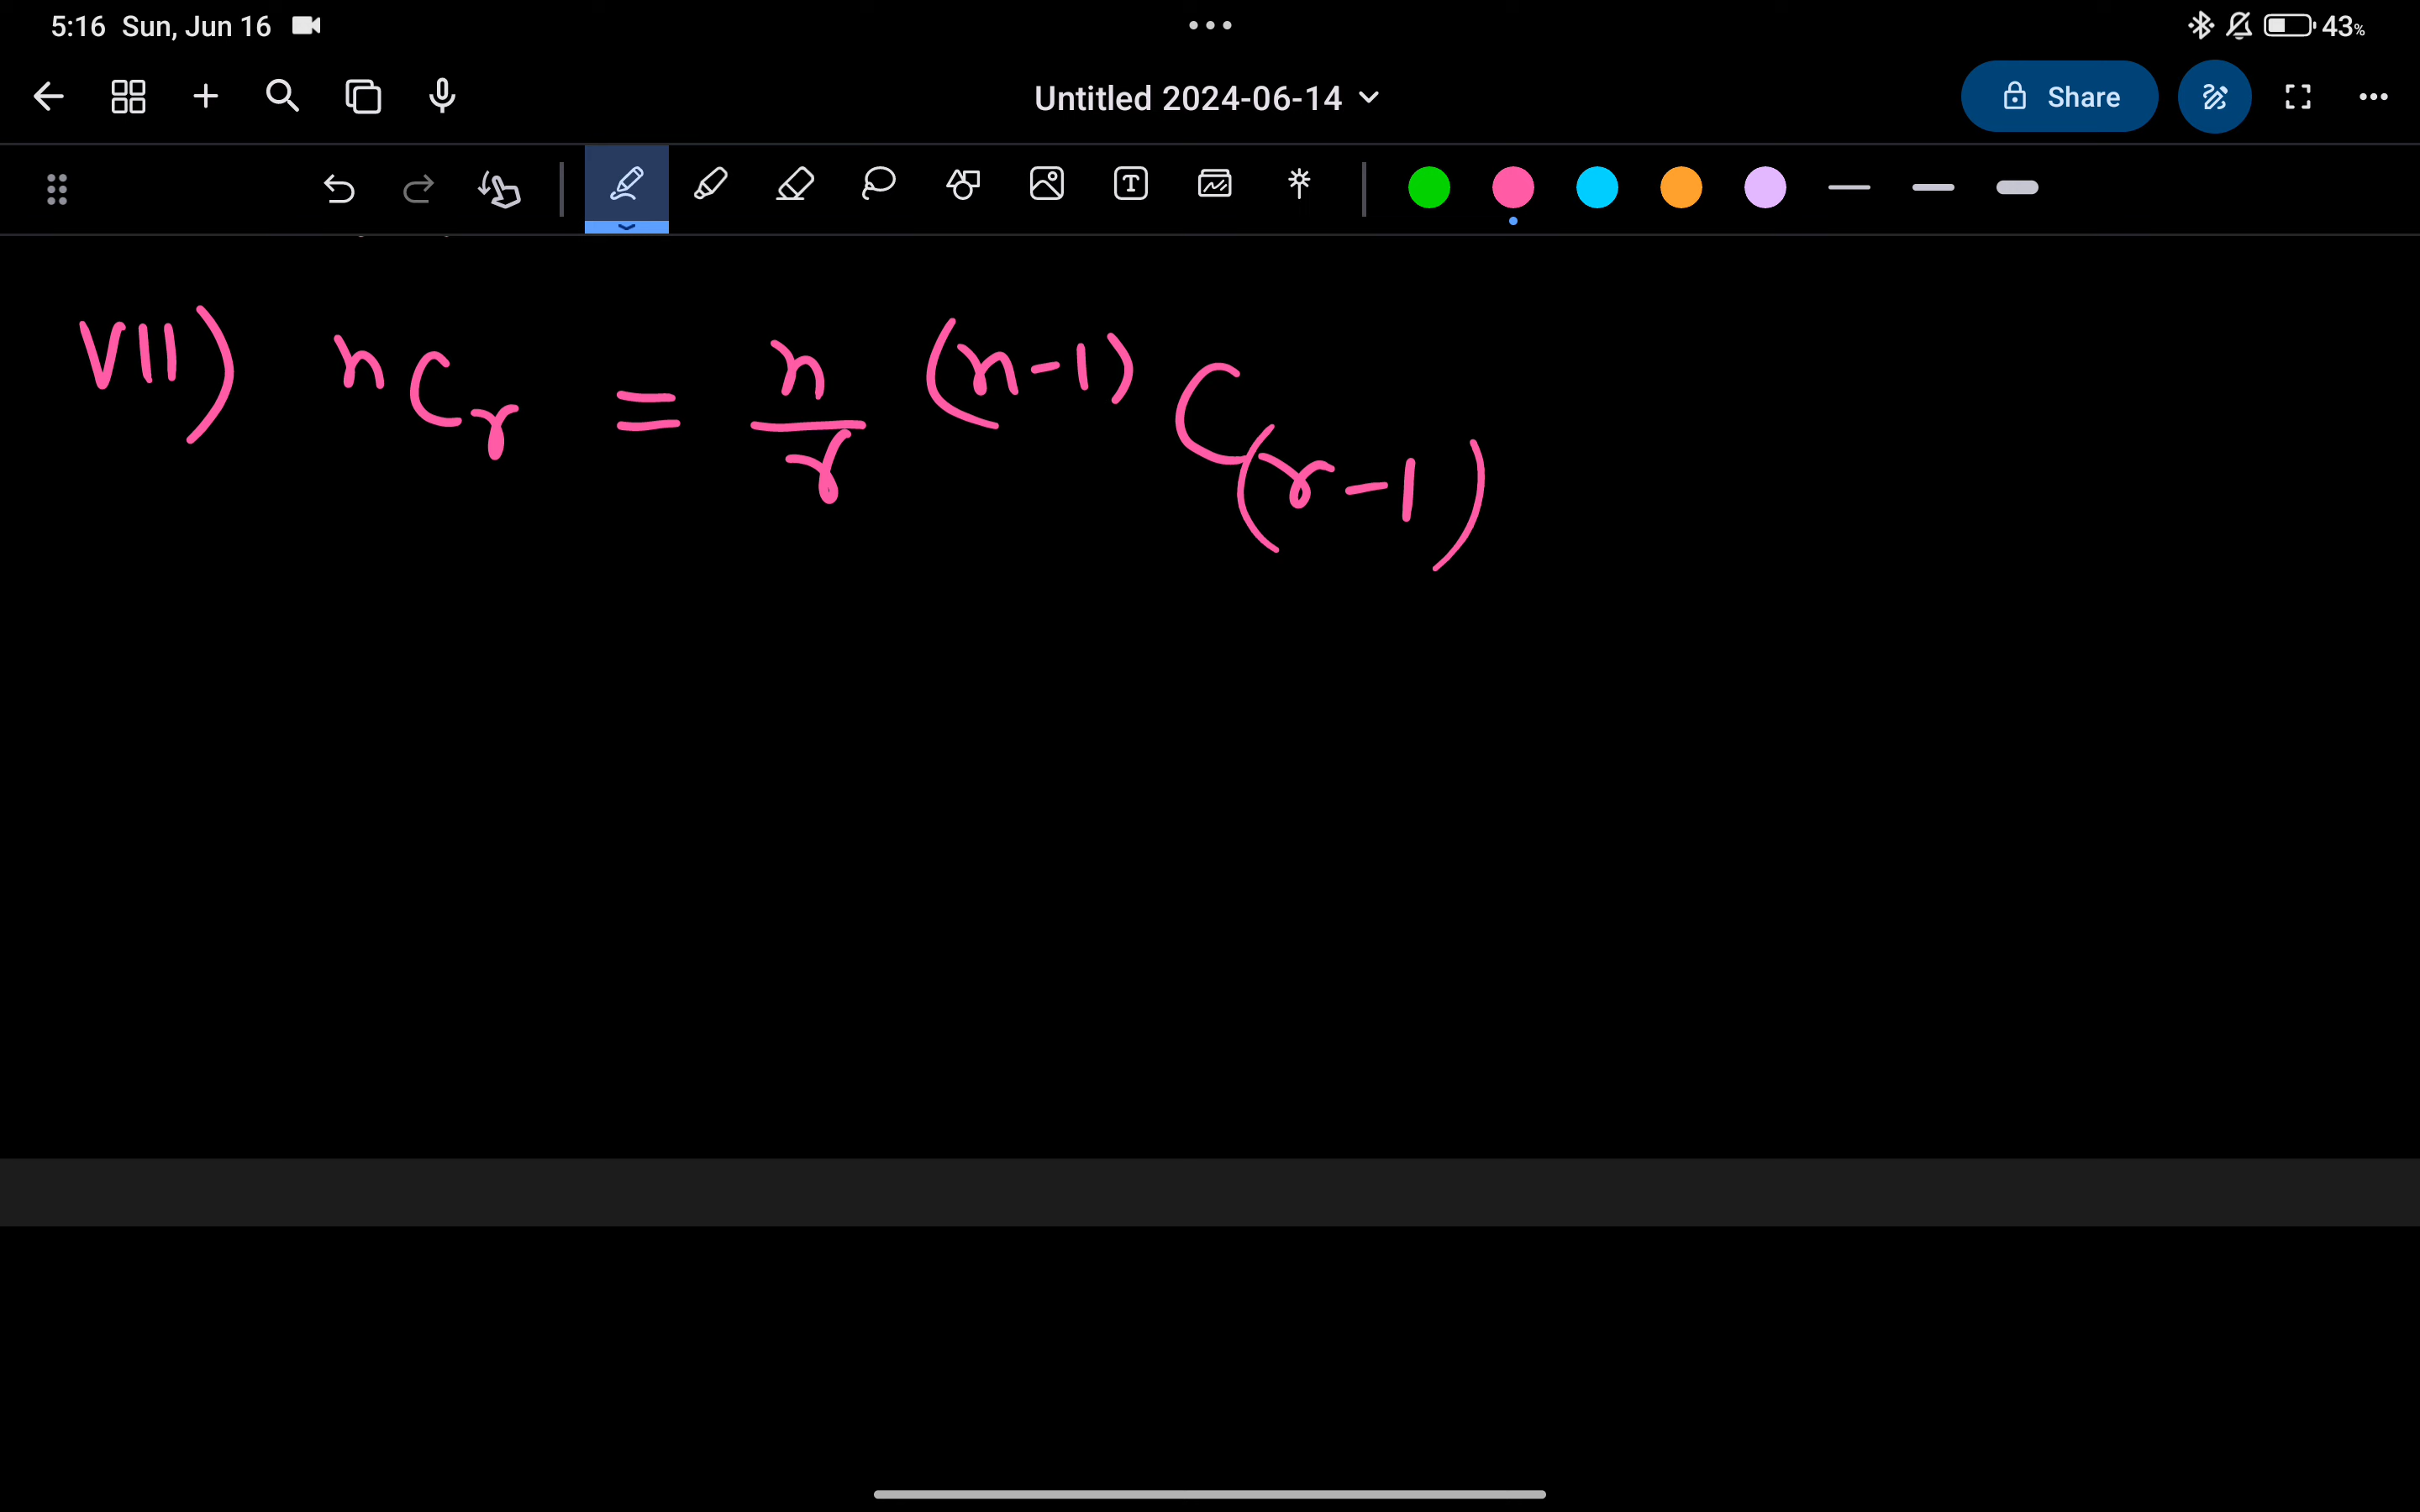 5:16 Sun, Jun 16 43%
Untitled 2024-06-14 Share
VII) ⁿCᵣ = n/r (n-1)C(r-1)